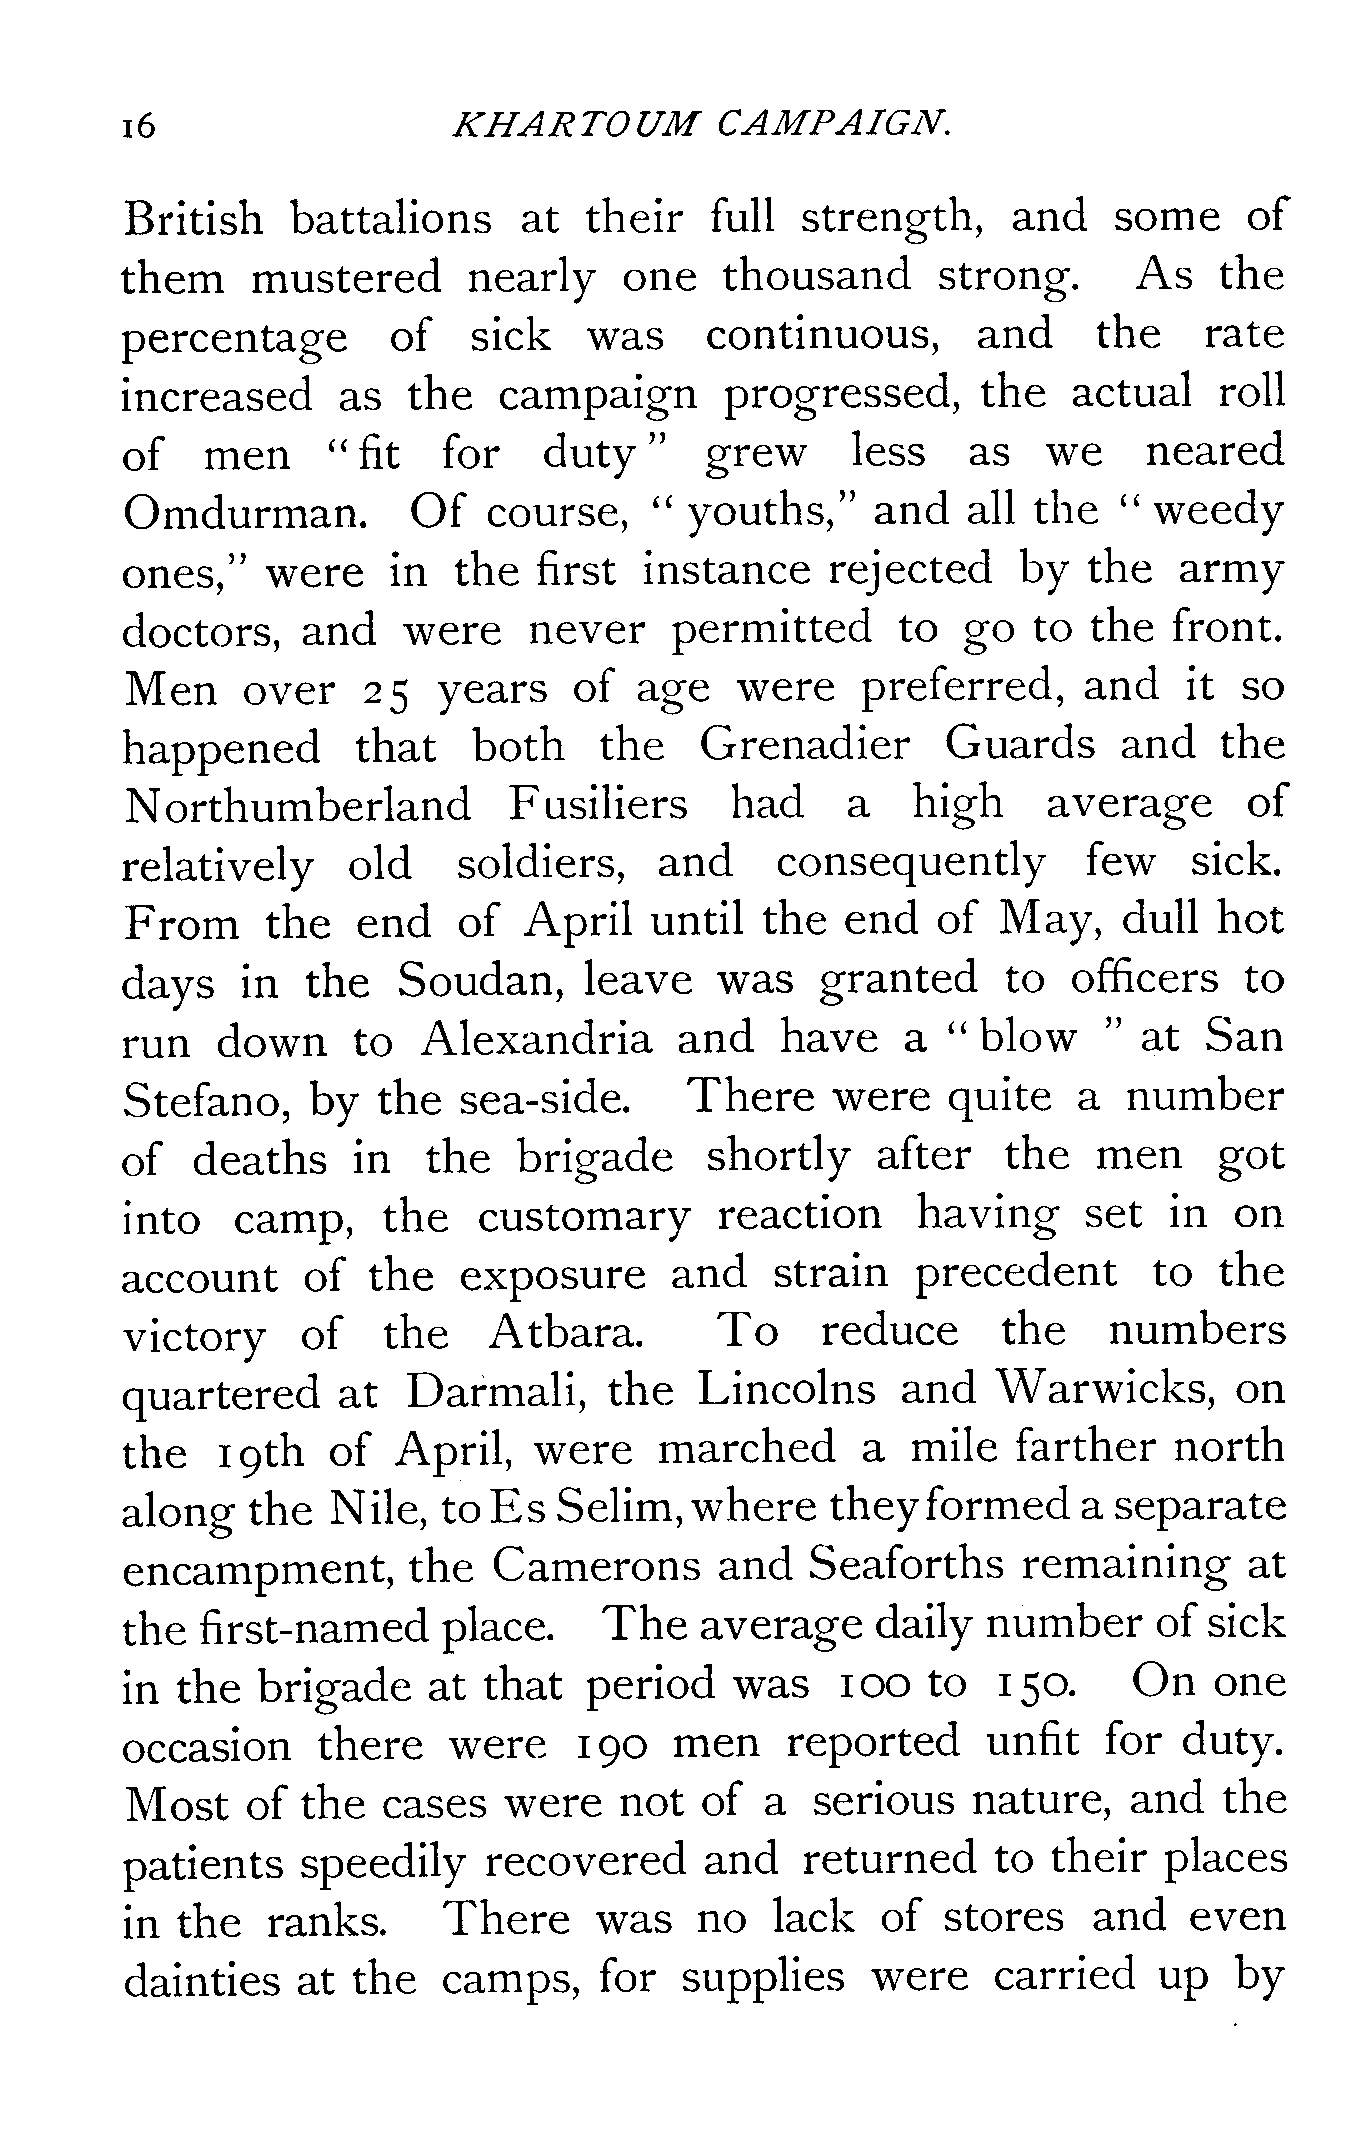 16 KHARTOUM CAMPAIGN.
British battalions at their full strength, and some of
them mustered nearly one thousand strong. As the
percentage of sick was continuous, and the rate
increased as the campaign progressed, the actual roll
of men “fit for duty” grew less as we neared
Omdurman. Of course, “youths,” and all the “weedy
ones,” were in the first instance rejected by the army
doctors, and were never permitted to go to the front.
Men over 25 years of age were preferred, and it so
happened that both the Grenadier Guards and the
Northumberland Fusiliers had a high average of
relatively old soldiers, and consequently few sick.
From the end of April until the end of May, dull hot
days in the Soudan, leave was granted to officers to
run down to Alexandria and have a “blow” at San
Stefano, by the sea-side. There were quite a number
of deaths in the brigade shortly after the men got
into camp, the customary reaction having set in on
account of the exposure and strain precedent to the
victory of the Atbara. To reduce the numbers
quartered at Darmali, the Lincolns and Warwicks, on
the 19th of April, were marched a mile farther north
along the Nile, to Es Selim, where they formed a separate
encampment, the Camerons and Seaforths remaining at
the first-named place. The average daily number of sick
in the brigade at that period was 100 to 150. On one
occasion there were 190 men reported unfit for duty.
Most of the cases were not of a serious nature, and the
patients speedily recovered and returned to their places
in the ranks. There was no lack of stores and even
dainties at the camps, for supplies were carried up by